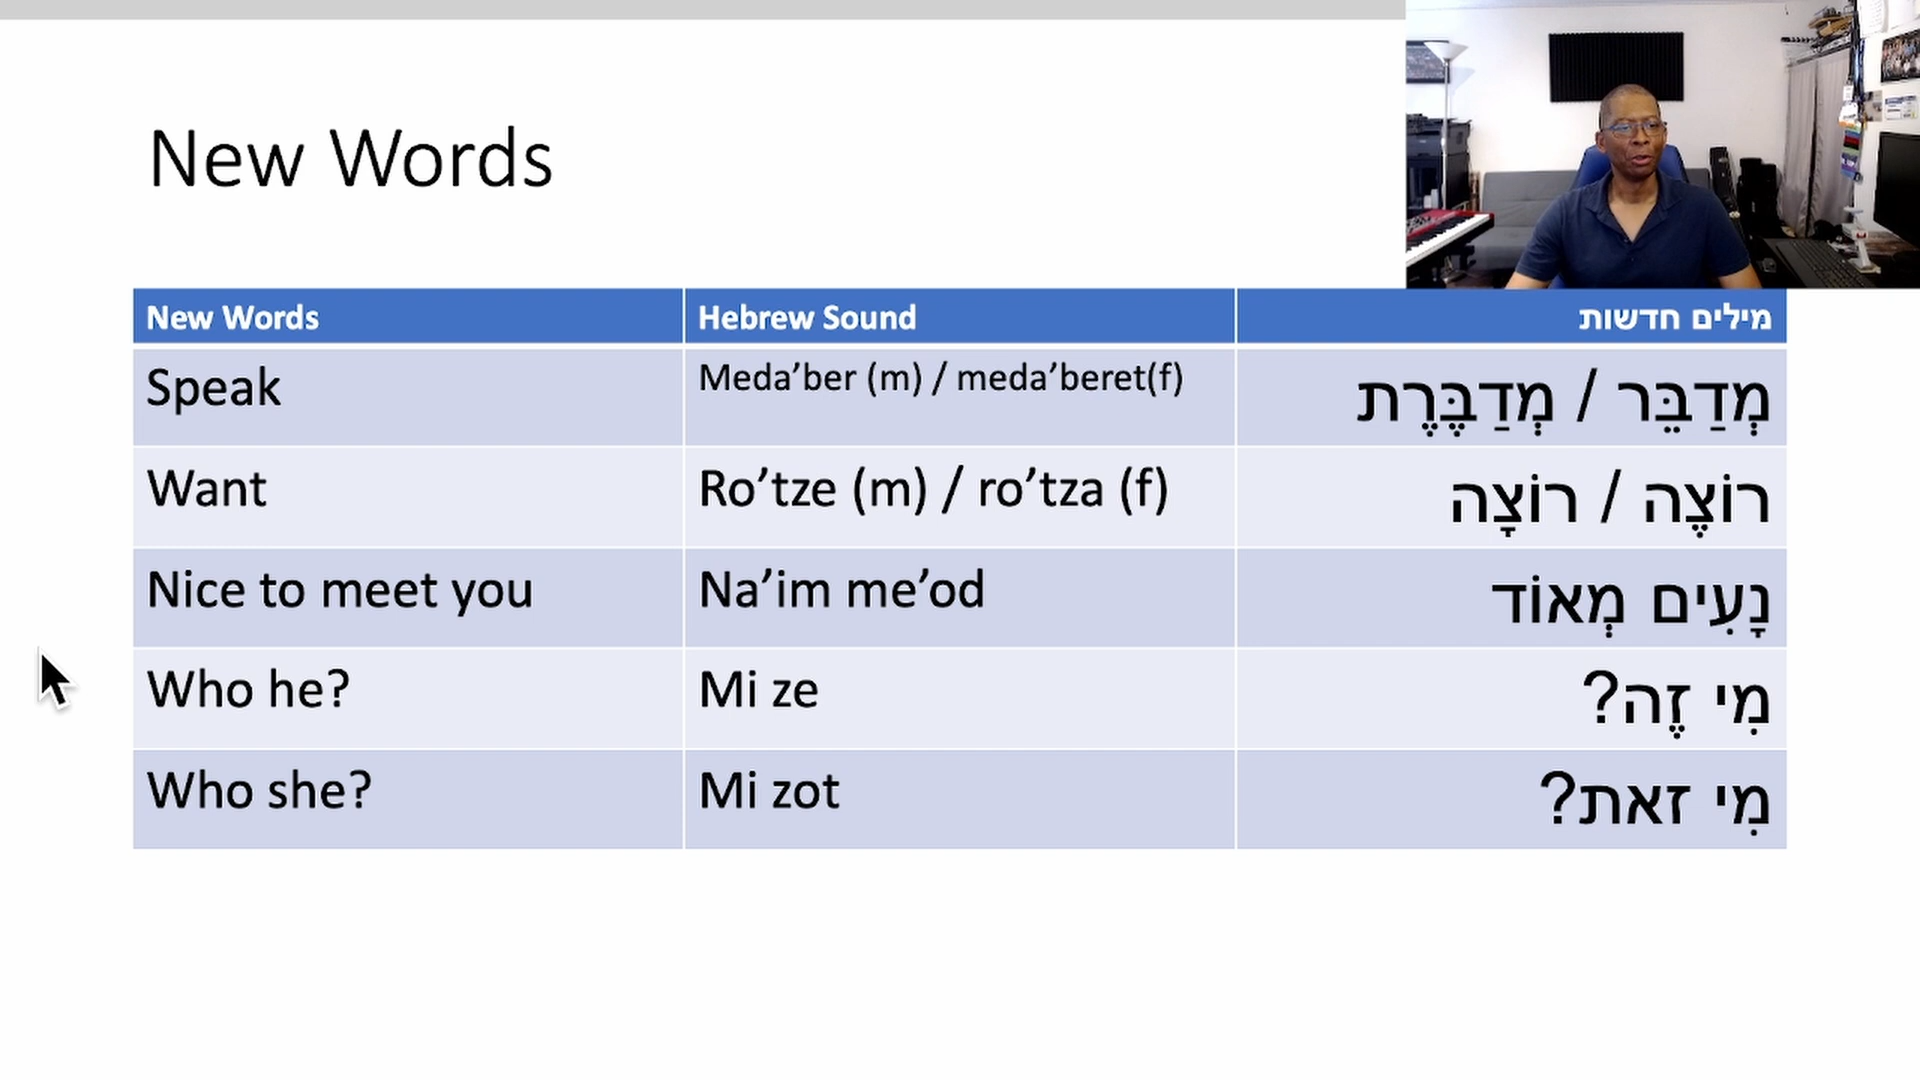 New Words
New Words Hebrew Sound מילים חדשות
Speak Meda’ber (m) / meda’beret(f) מְדַבֵּר / מְדַבֶּרֶת
Want Ro’tze (m) / ro’tza (f) רוֹצֶה / רוֹצָה
Nice to meet you Na’im me’od נָעִים מְאוֹד
Who he? Mi ze מִי זֶה?
Who she? Mi zot מִי זאת?